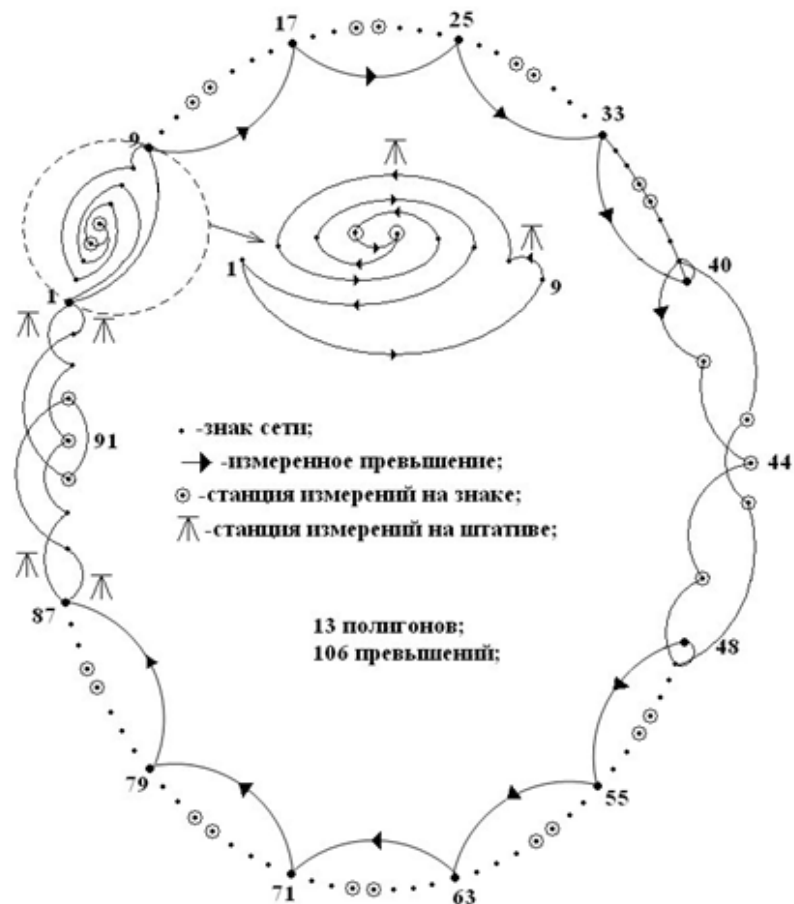 17
25
9
33
1
9
40
1
• -знак сети;
-измеренное превышение;
-станция измерений на знаке;
-станция измерений на штативе;
91
44
87
48
13 полигонов;
106 превышений;
79
55
71
63